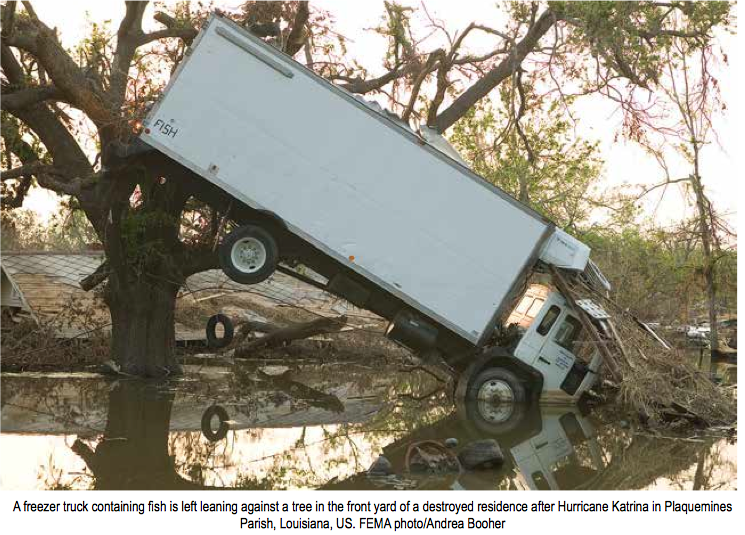 FISH
A freezer truck containing fish is left leaning against a tree in the front yard of a destroyed residence after Hurricane Katrina in Plaquemines
Parish, Louisiana, US. FEMA photo/Andrea Booher